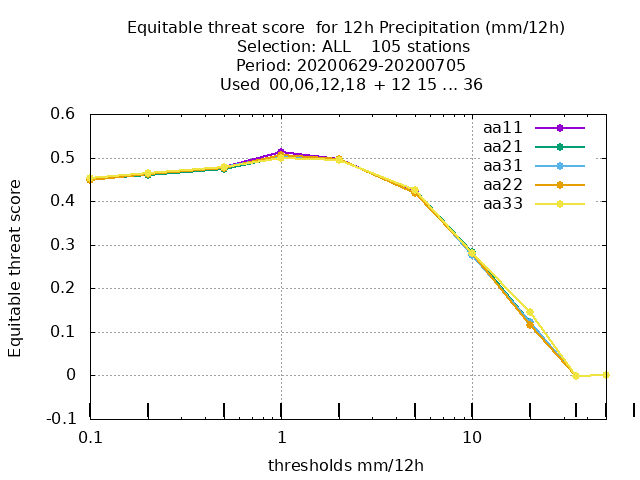 Equitable threat score  for 12h Precipitation (mm/12h)
Selection: ALL    105 stations
Period: 20200629-20200705
Used  00,06,12,18  + 12 15 ... 36
0.6
0.5
0.4
0.3
0.2
0.1
0
-0.1
Equitable threat score
aa11
aa21
aa31
aa22
aa33
0.1
1
10
thresholds mm/12h